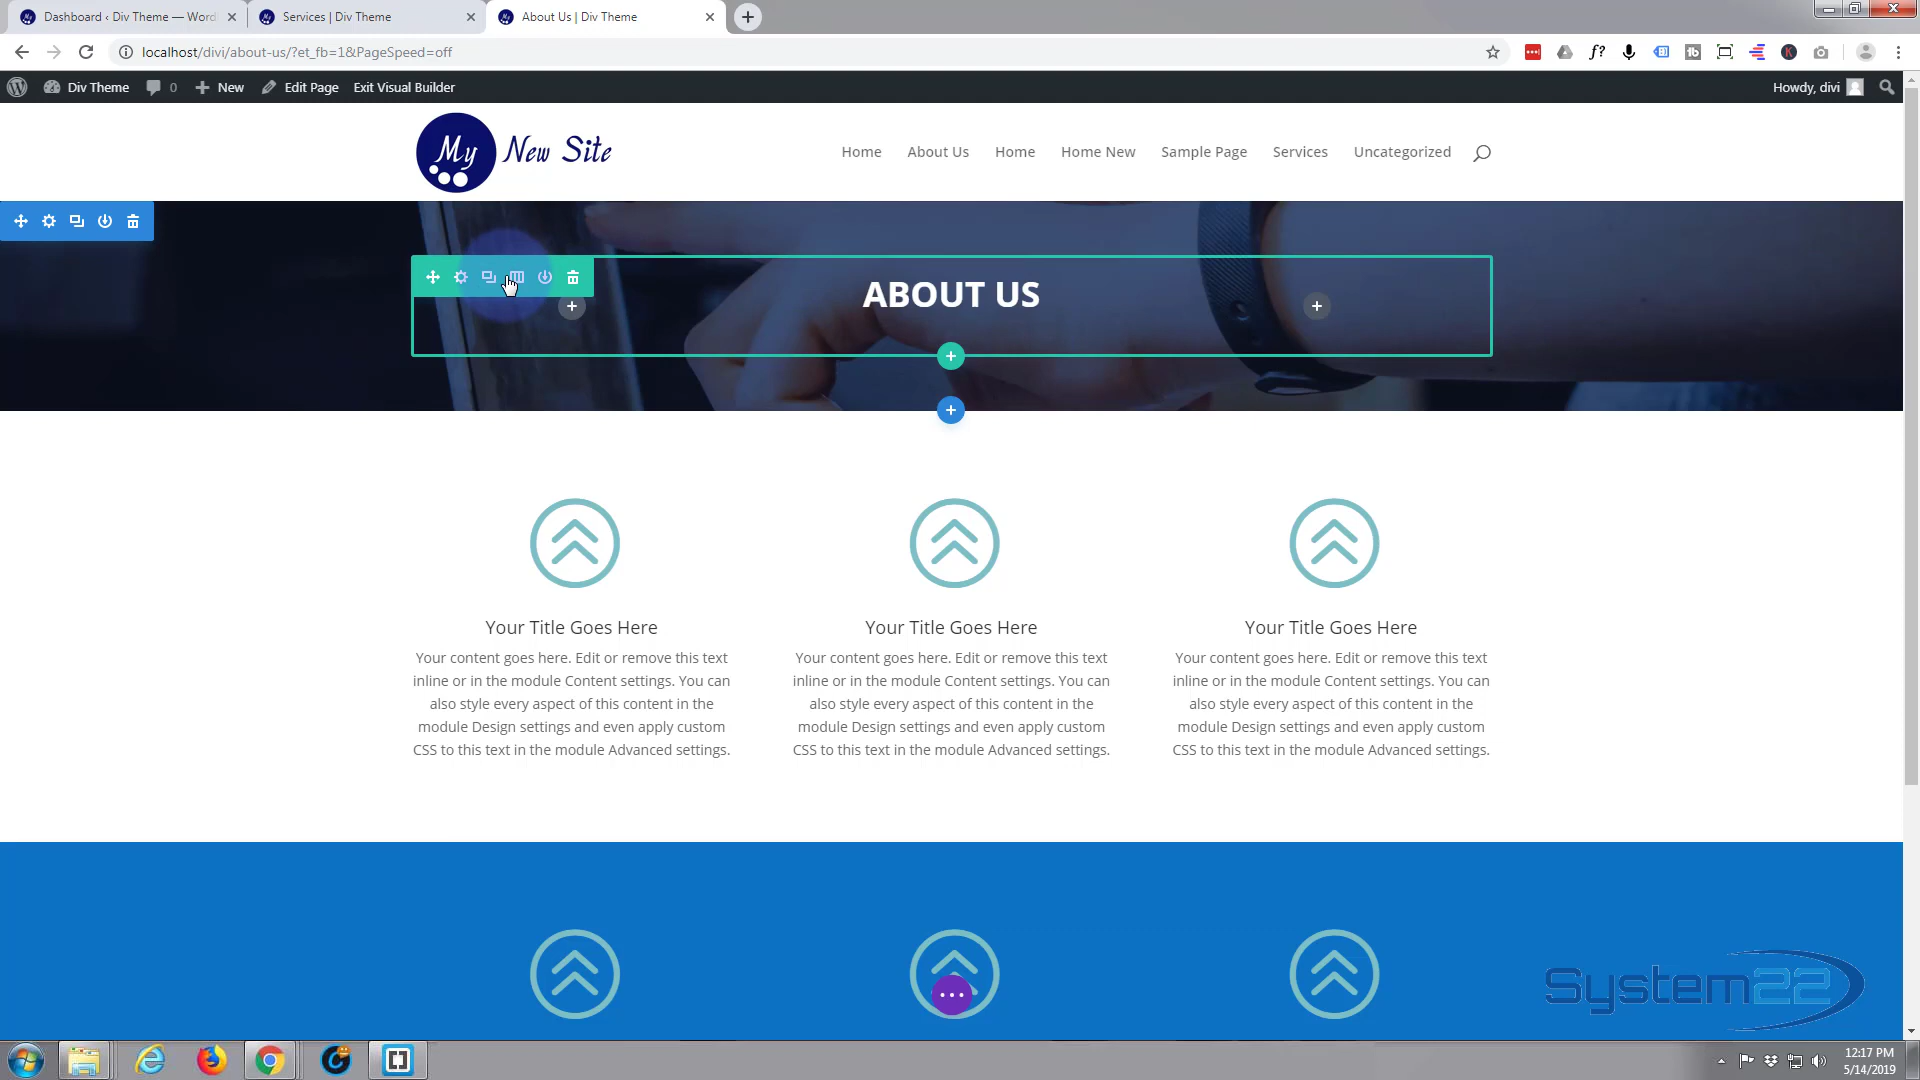 Dashboard ‹ Div Theme — Word
Services | Div Theme
About Us | Div Theme
localhost/divi/about-us/?et_fb=1&PageSpeed=off
Div Theme
0
New
Edit Page
Exit Visual Builder
Howdy, divi
My New Site
Home
About Us
Home
Home New
Sample Page
Services
Uncategorized
ABOUT US
Your Title Goes Here
Your content goes here. Edit or remove this text
inline or in the module Content settings. You can
also style every aspect of this content in the
module Design settings and even apply custom
CSS to this text in the module Advanced settings.
Your Title Goes Here
Your content goes here. Edit or remove this text
inline or in the module Content settings. You can
also style every aspect of this content in the
module Design settings and even apply custom
CSS to this text in the module Advanced settings.
Your Title Goes Here
Your content goes here. Edit or remove this text
inline or in the module Content settings. You can
also style every aspect of this content in the
module Design settings and even apply custom
CSS to this text in the module Advanced settings.
System22
12:17 PM
5/14/2019